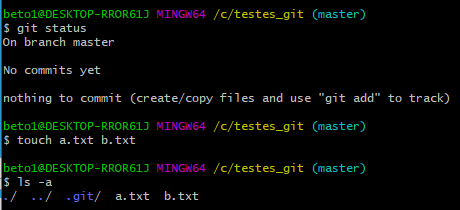 beto1@DESKTOP-RROR61J MINGW64 /c/testes_git (master)
$ git status
On branch master
No commits yet
nothing to commit (create/copy files and use "git add" to track)
beto1@DESKTOP-RROR61J MINGW64 /c/testes_git (master)
$ touch a.txt b.txt
beto1@DESKTOP-RROR61J MINGW64 /c/testes_git (master)
$ ls -a
./ ../ .git/ a.txt b.txt